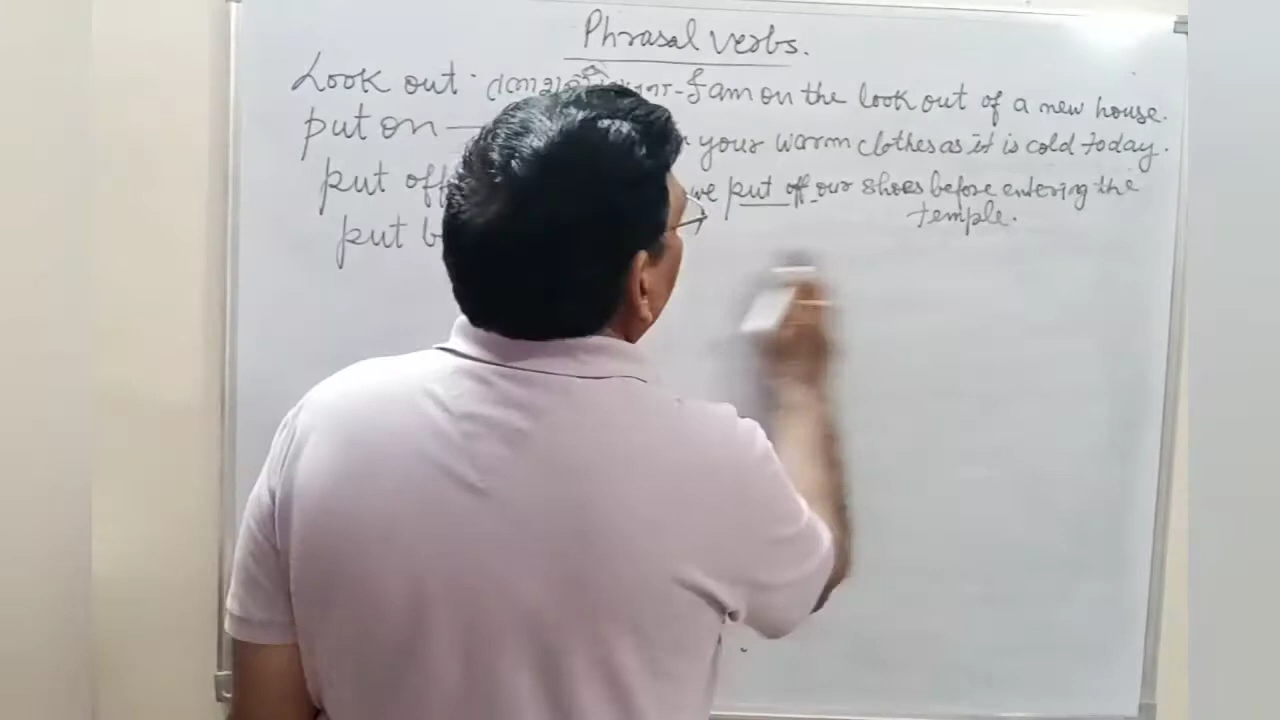 Phrasal verbs.
Look out - I am on the look out of a new house.
put on — your warm clothes as it is cold today.
put off we put off our shoes before entering the
temple.
put b